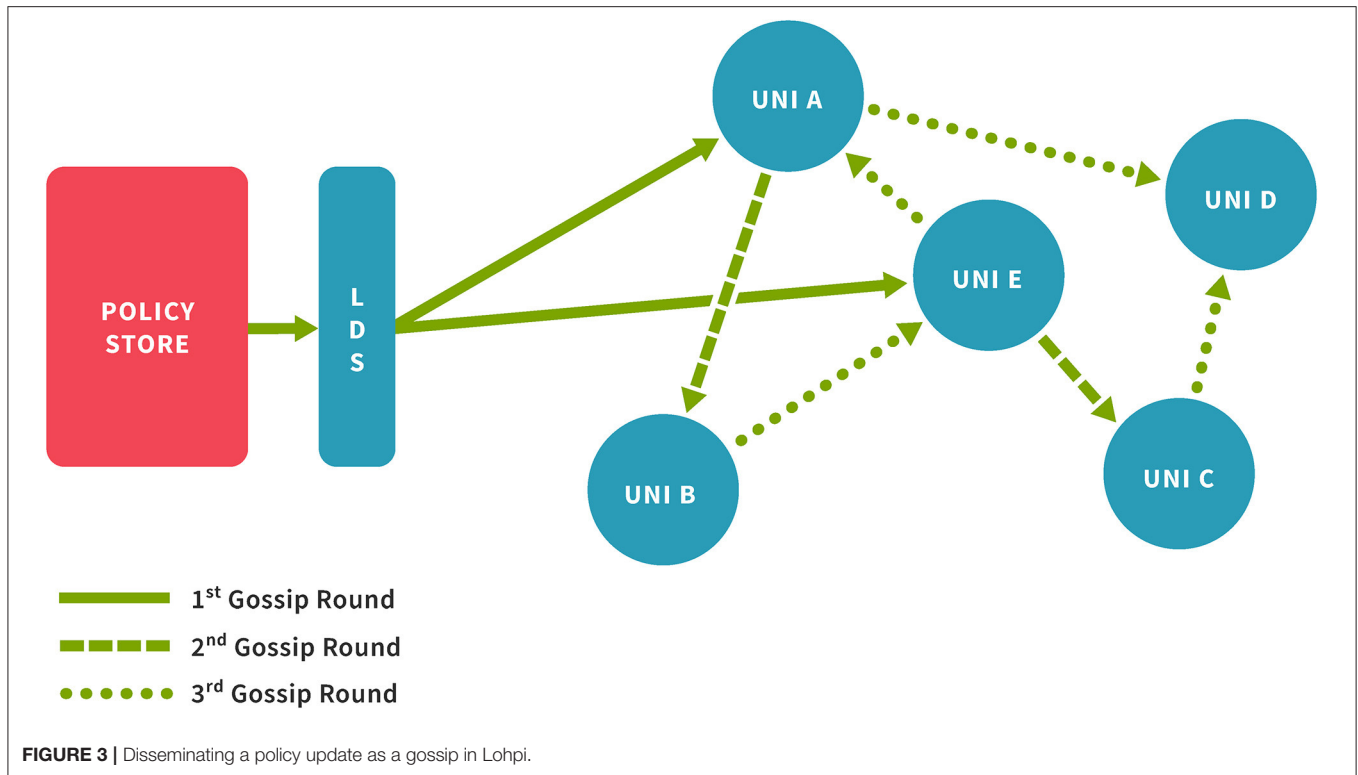 POLICY
STORE
L
D
S
UNI A
UNI E
UNI D
UNI B
UNI C
1st Gossip Round
2nd Gossip Round
3rd Gossip Round
FIGURE 3 | Disseminating a policy update as a gossip in Lohpi.